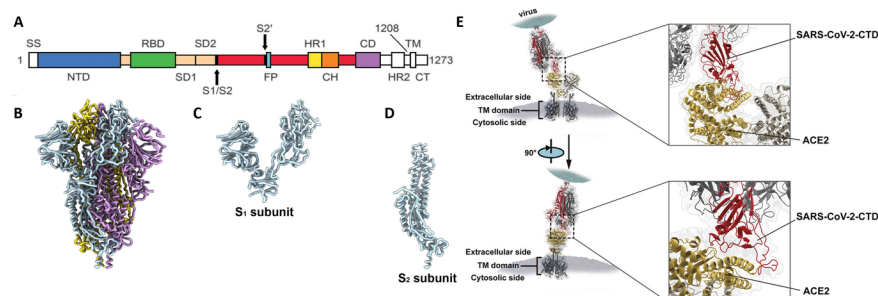 A
S2'
1208
SS
RBD
SD2
HR1
CD
TM
1
1273
NTD
SD1
FP
CH
HR2
CT
S1/S2
B
C
D
S1 subunit
S2 subunit
E
virus
SARS-CoV-2-CTD
Extracellular side
TM domain
Cytosolic side
ACE2
90°
SARS-CoV-2-CTD
Extracellular side
TM domain
Cytosolic side
ACE2